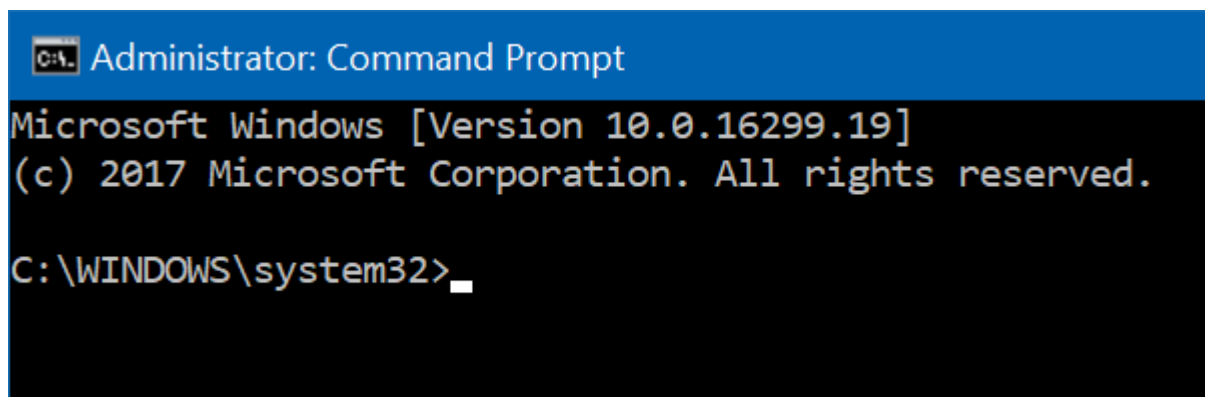 Administrator: Command Prompt
Microsoft Windows [Version 10.0.16299.19]
(c) 2017 Microsoft Corporation. All rights reserved.
C:\WINDOWS\system32>